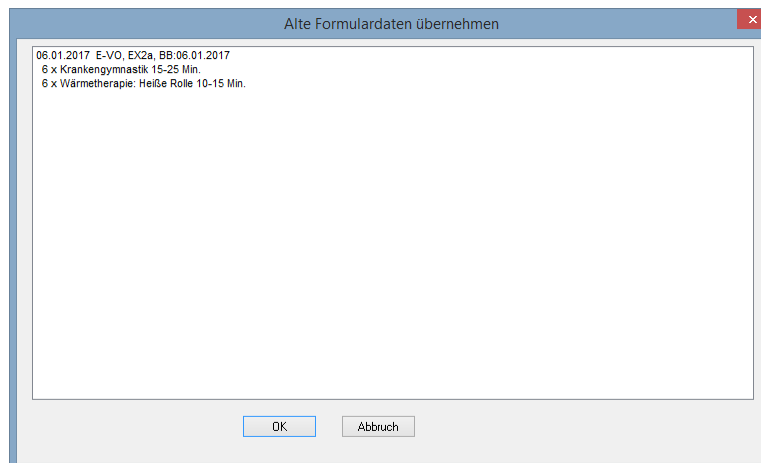 Alte Formulardaten übernehmen
06.01.2017 E-VO, EX2a, BB:06.01.2017
6 x Krankengymnastik 15-25 Min.
6 x Wärmetherapie: Heiße Rolle 10-15 Min.
OK Abbruch